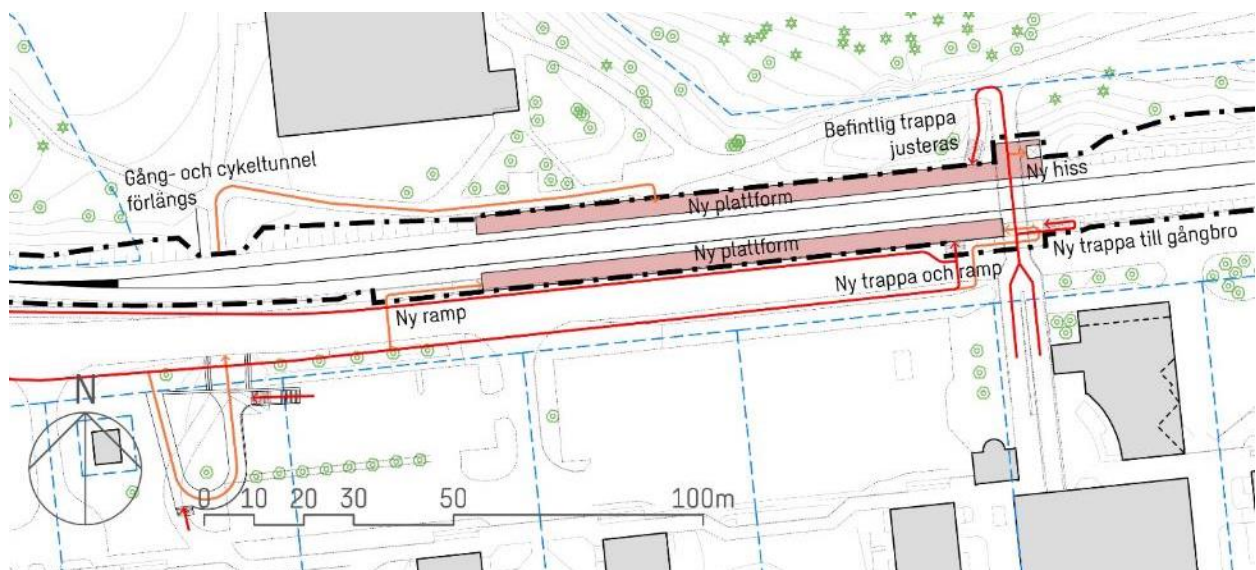 Befintlig trappa
justeras
Gång- och cykeltunnel
förlängs
Ny hiss
Ny plattform
Ny plattform
Ny trappa till gångbro
Ny trappa och ramp
Ny ramp
N
0 10 20 30 50 100m